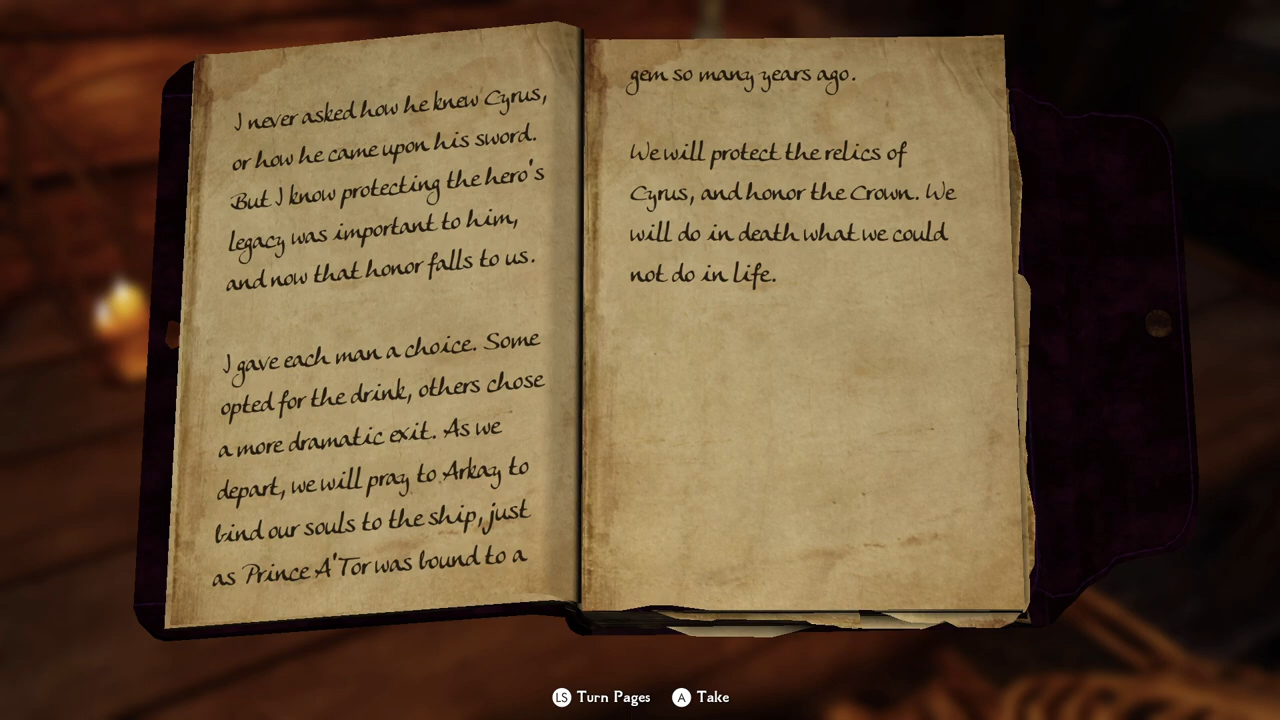 I never asked how he knew Cyrus,
or how he came upon his sword.
But I know protecting the hero's
legacy was important to him,
and now that honor falls to us.
I gave each man a choice. Some
opted for the drink, others chose
a more dramatic exit. As we
depart, we will pray to Arkay to
bind our souls to the ship, just
as Prince A'Tor was bound to a
gem so many years ago.
We will protect the relics of
Cyrus, and honor the Crown. We
will do in death what we could
not do in life.
LS Turn Pages A Take